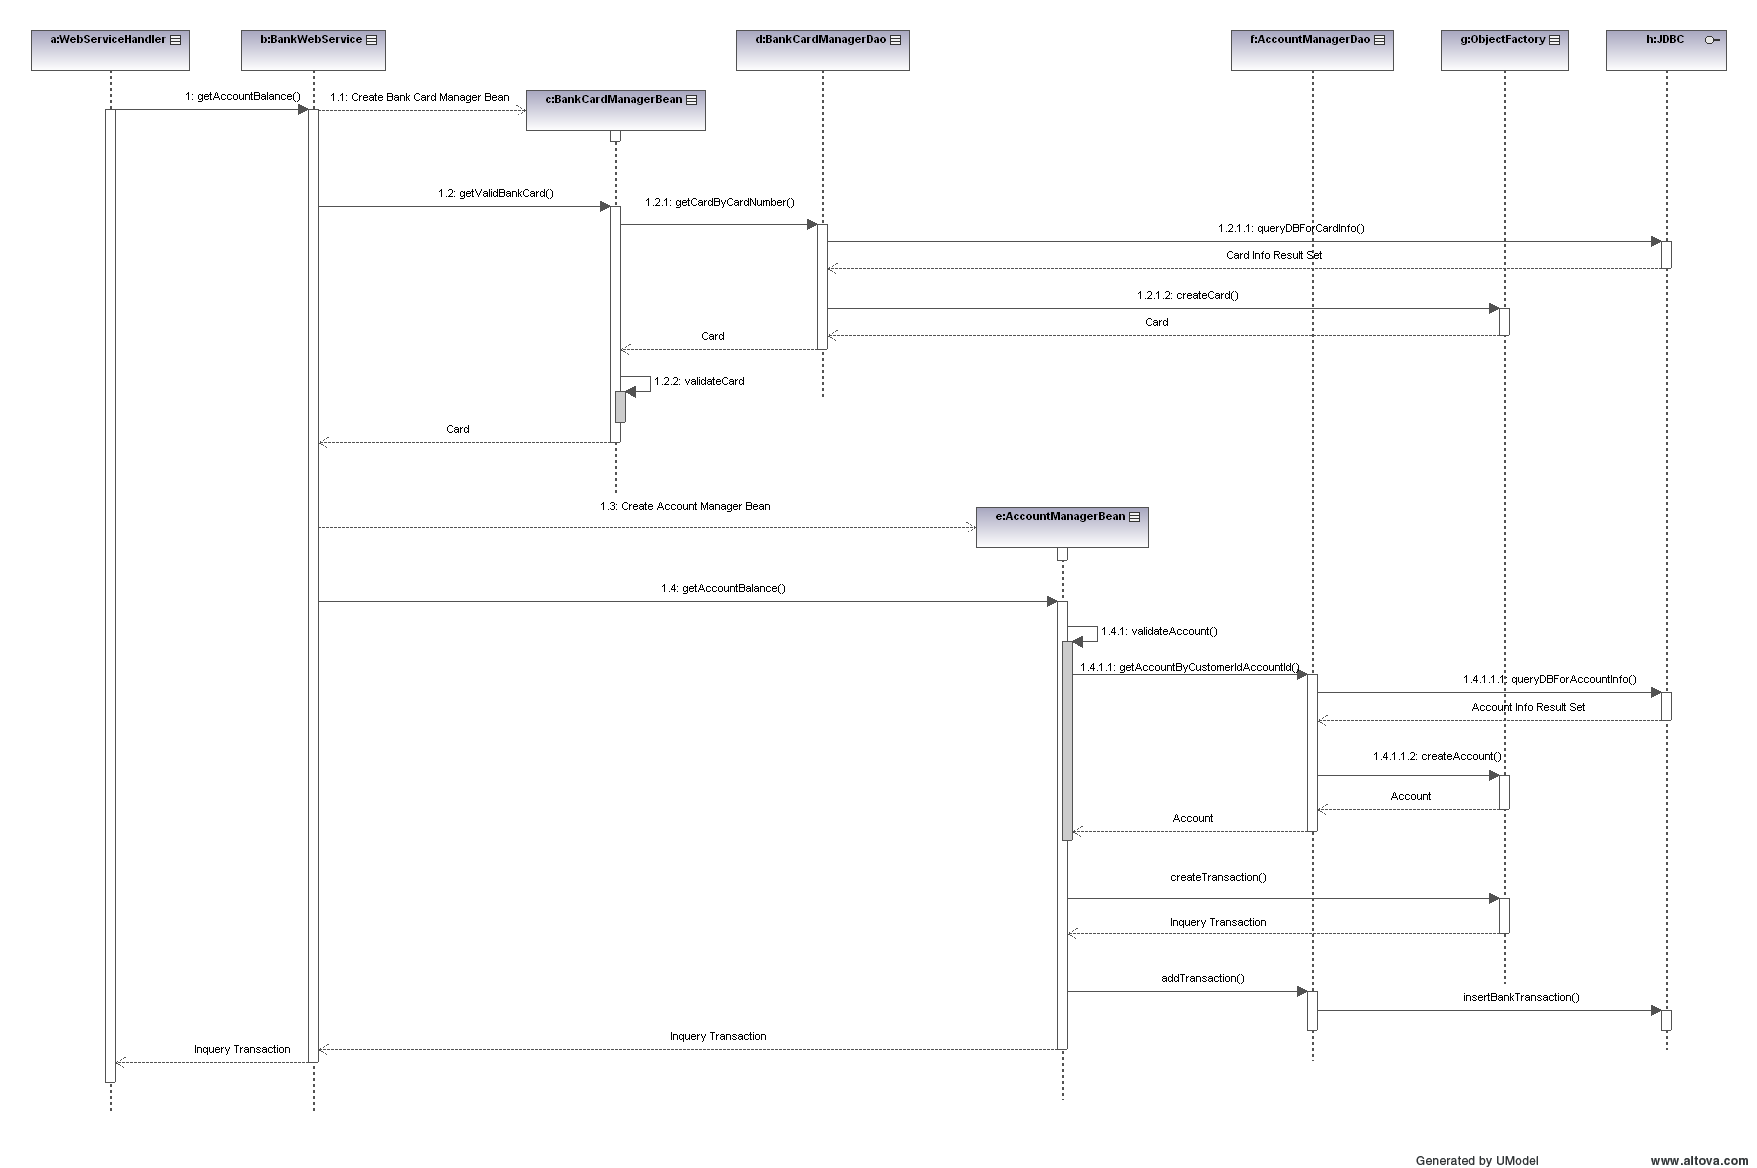 a:WebServiceHandler
b:BankWebService
d:BankCardManagerDao
f:AccountManagerDao
g:ObjectFactory
h:JDBC
1: getAccountBalance()
1.1: Create Bank Card Manager Bean
c:BankCardManagerBean
1.2: getValidBankCard()
1.2.1: getCardByCardNumber()
1.2.1.1: queryDBForCardInfo()
Card Info Result Set
1.2.1.2: createCard()
Card
Card
1.2.2: validateCard
Card
1.3: Create Account Manager Bean
e:AccountManagerBean
1.4: getAccountBalance()
1.4.1: validateAccount()
1.4.1.1: getAccountByCustomerIdAccountId()
1.4.1.1.1: queryDBForAccountInfo()
Account Info Result Set
1.4.1.1.2: createAccount()
Account
Account
createTransaction()
Inquery Transaction
addTransaction()
insertBankTransaction()
Inquery Transaction
Inquery Transaction
Generated by UModel
www.altova.com